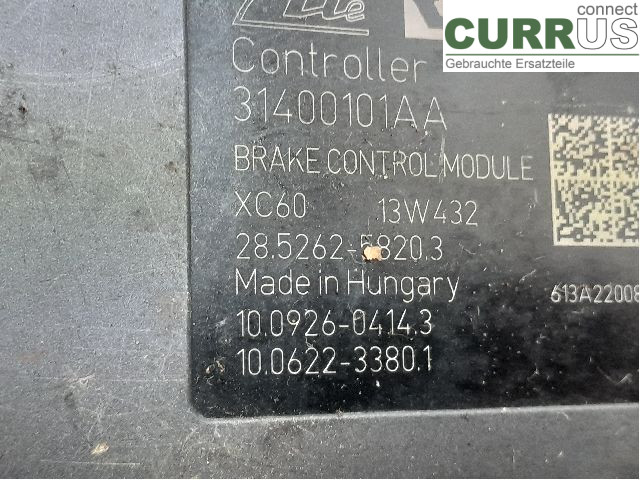 Ate
connect
CURRUS
Gebrauchte Ersatzteile
Controller
31400101AA
BRAKE CONTROL MODULE
XC60 13W432
28.5262-5820.3
Made in Hungary
613A22008
10.0926-0414.3
10.0622-3380.1